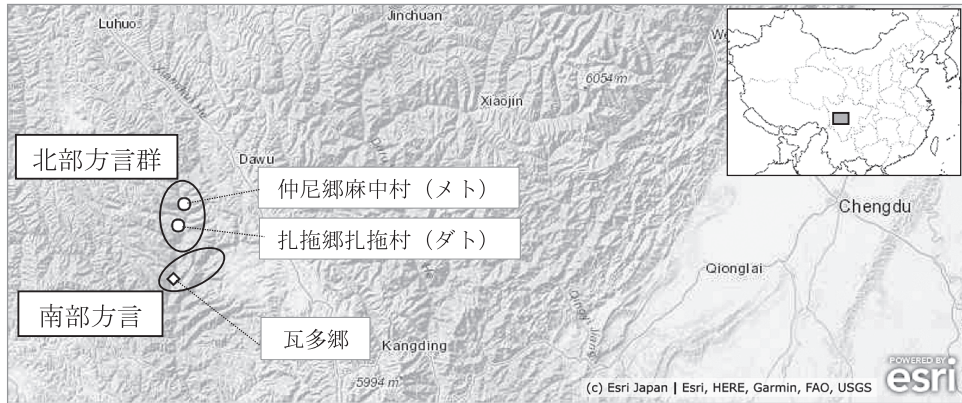 Luhuo
Jinchuan
We
6054 m
Xianshui He
Xiaojin
北部方言群
Dawu
仲尼郷麻中村（メト）
Chengdu
扎拖郷扎拖村（ダト）
Qionglai
南部方言
瓦多郷
Kangding
5994 m
POWERED BY
esri
(c) Esri Japan | Esri, HERE, Garmin, FAO, USGS